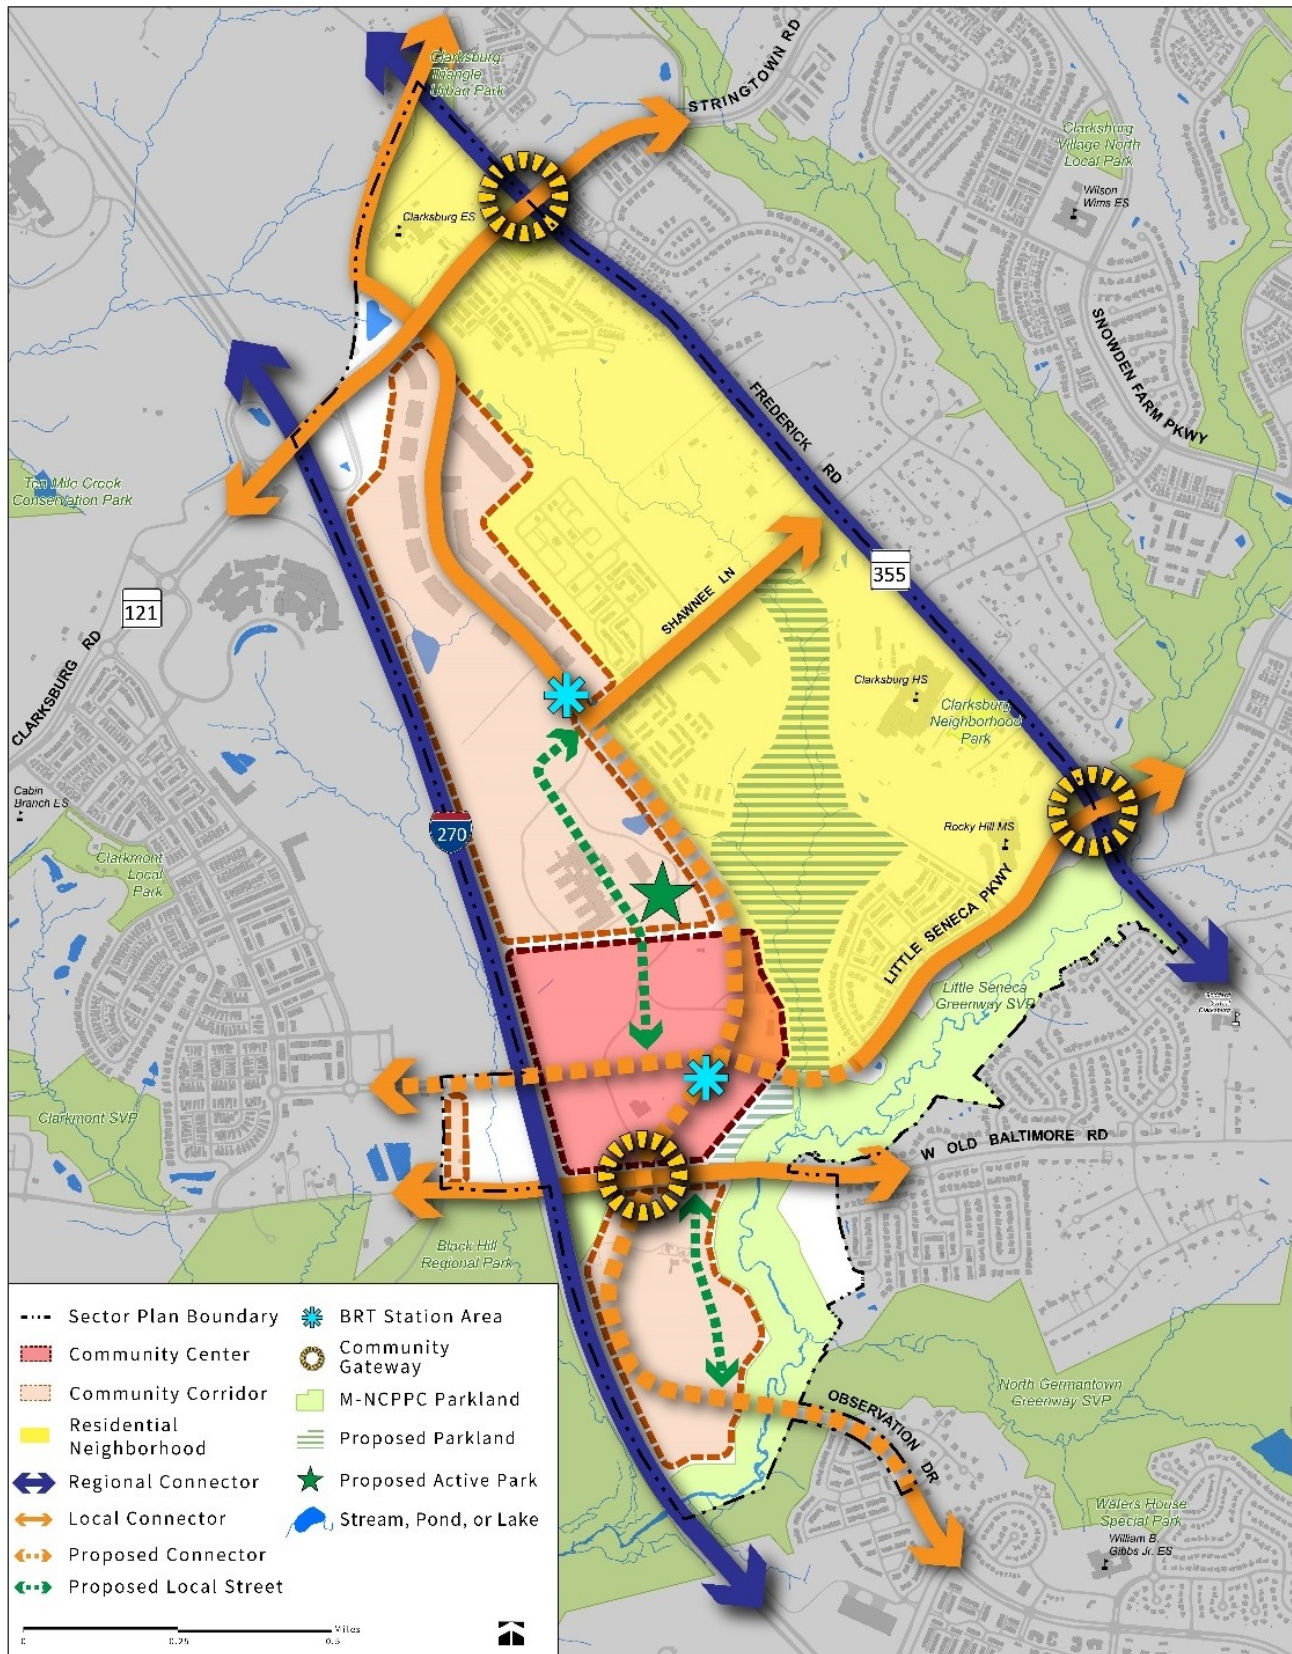 Clarksburg
Triangle
Urban Park
STRINGTOWN RD
Clarksburg
Village North
Local Park
Wilson
Wims ES
Clarksburg ES
SNOWDEN FARM PKWY
FREDERICK RD
Ten Mile Creek
Conservation Park
355
121
SHAWNEE LN
CLARKSBURG RD
Clarksburg HS
Clarksburg
Neighborhood
Park
Cabin
Branch ES
270
Rocky Hill MS
Clarkmont
Local
Park
LITTLE SENECA PKWY
Little Seneca
Greenway SVP
Clarkmont SVP
W OLD BALTIMORE RD
Black Hill
Regional Park
North Germantown
Greenway SVP
OBSERVATION DR
Waters House
Special Park
William B.
Gibbs Jr. ES
Sector Plan Boundary
Community Center
Community Corridor
Residential
Neighborhood
Regional Connector
Local Connector
Proposed Connector
Proposed Local Street
BRT Station Area
Community
Gateway
M-NCPPC Parkland
Proposed Parkland
Proposed Active Park
Stream, Pond, or Lake
Miles
0 0.25 0.5